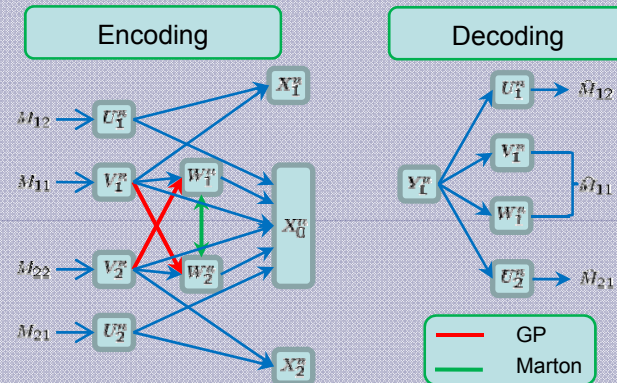 Encoding
Decoding
X₁ⁿ
U₁ⁿ
M̂₁₂
M₁₂
U₁ⁿ
V₁ⁿ
M₁₁
V₁ⁿ
W₁ⁿ
Y₁ⁿ
M̂₁₁
X₀ⁿ
W₁ⁿ
M₂₂
V₂ⁿ
W₂ⁿ
U₂ⁿ
M̂₂₁
M₂₁
U₂ⁿ
GP
Marton
X₂ⁿ